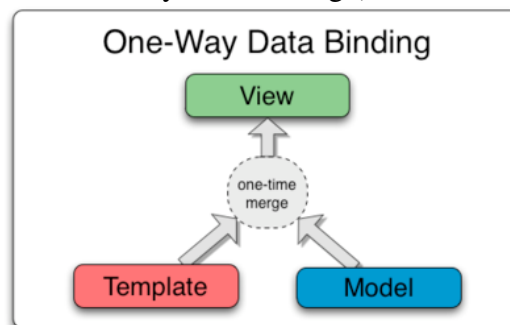 One-Way Data Binding
View
one-time
merge
Template
Model